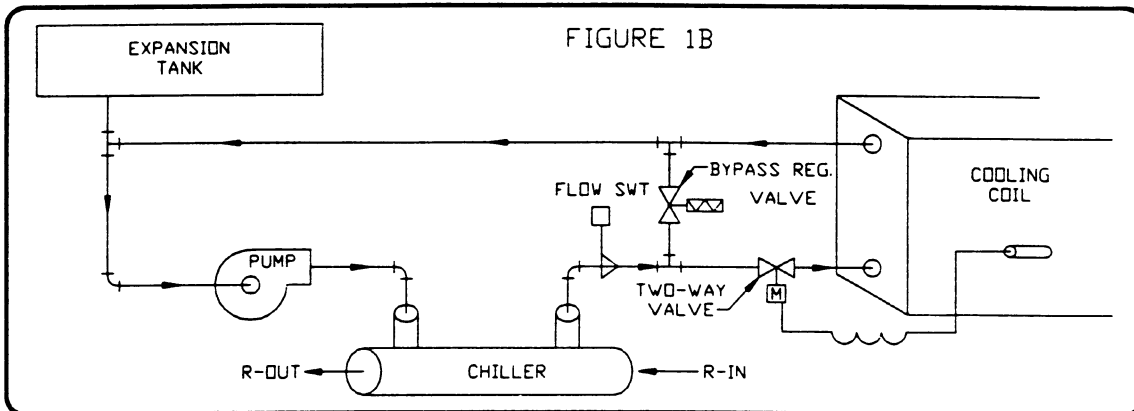 FIGURE 1B
EXPANSION
TANK
BYPASS REG.
VALVE
FLOW SWT
COOLING
COIL
PUMP
TWO-WAY
VALVE
M
R-OUT
CHILLER
R-IN